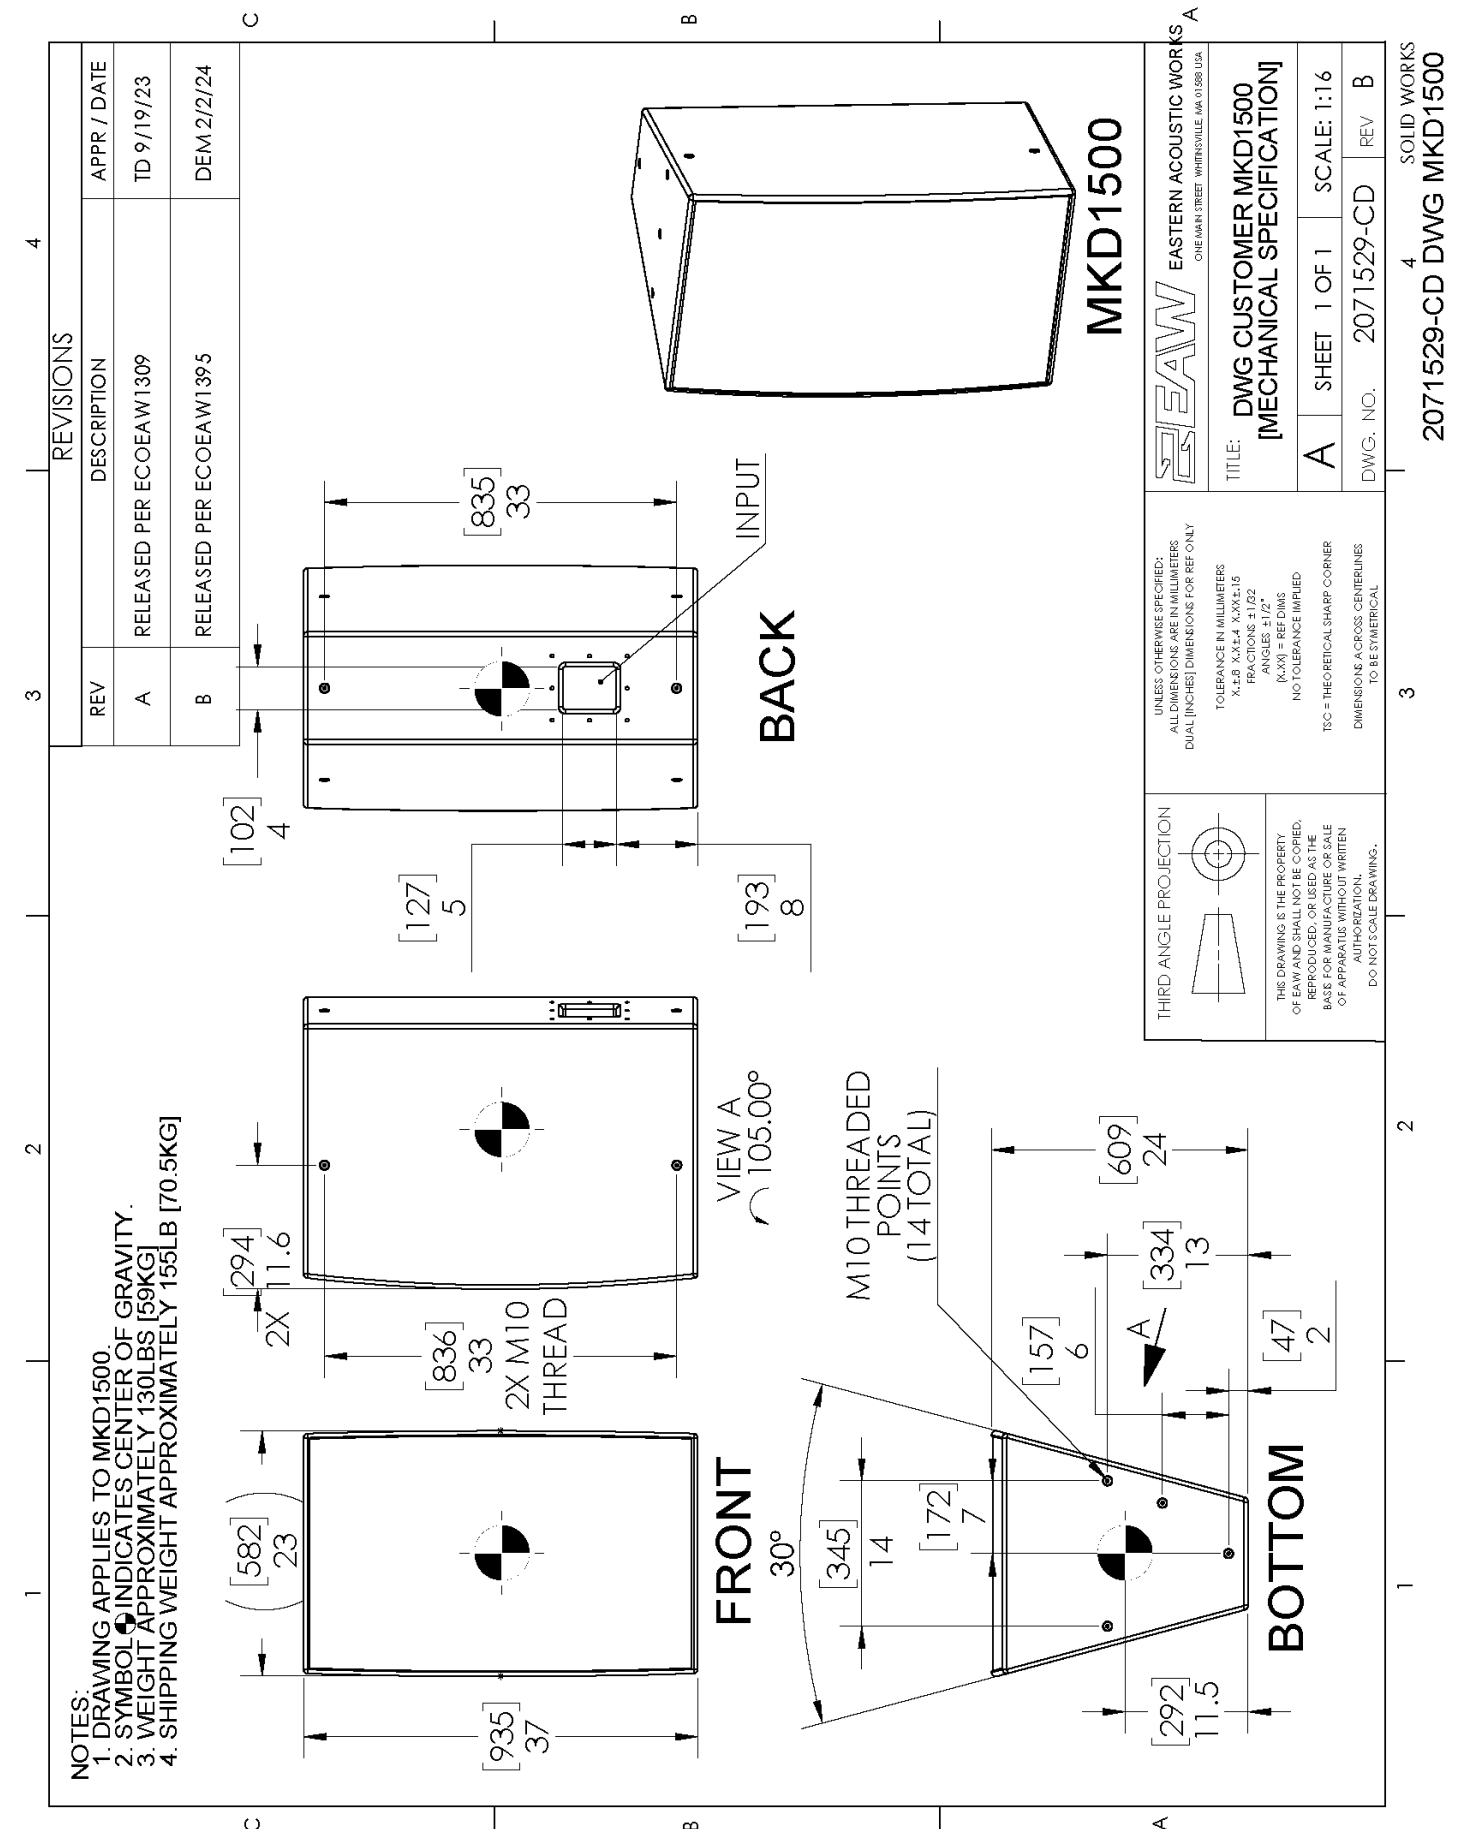 NOTES:
1. DRAWING APPLIES TO MKD1500.
2. SYMBOL INDICATES CENTER OF GRAVITY.
3. WEIGHT APPROXIMATELY 130LBS [59KG]
4. SHIPPING WEIGHT APPROXIMATELY 155LB [70.5KG]
1
2
3
4
C
B
A
REVISIONS
REV DESCRIPTION APPR / DATE
A RELEASED PER ECOEAW1309 TD 9/19/23
B RELEASED PER ECOEAW1395 DEM 2/2/24
[582]
23
[935]
37
FRONT
2X
[294]
11.6
[836]
33
2X M10
THREAD
VIEW A
105.00°
[102]
4
[127]
5
[193]
8
[835]
33
INPUT
BACK
MKD1500
30°
[345]
14
[172]
7
[292]
11.5
M10 THREADED
POINTS
(14 TOTAL)
[157]
6
A
[334]
13
[609]
24
[47]
2
BOTTOM
THIRD ANGLE PROJECTION
THIS DRAWING IS THE PROPERTY
OF EAW AND SHALL NOT BE COPIED,
REPRODUCED, OR USED AS THE
BASIS FOR MANUFACTURE OR SALE
OF APPARATUS WITHOUT WRITTEN
AUTHORIZATION.
DO NOT SCALE DRAWING.
UNLESS OTHERWISE SPECIFIED:
ALL DIMENSIONS ARE IN MILLIMETERS
DUAL [INCHES] DIMENSIONS FOR REF ONLY
TOLERANCE IN MILLIMETERS
X.±.8 X.X±.4 X.XX±.15
FRACTIONS ±1/32
ANGLES ±1/2°
(X.XX) = REF DIMS
NO TOLERANCE IMPLIED
TSC = THEORETICAL SHARP CORNER
DIMENSIONS ACROSS CENTERLINES
TO BE SYMETRICAL
EAW EASTERN ACOUSTIC WORKS
ONE MAIN STREET WHITINSVILLE, MA 01588 USA
TITLE:
DWG CUSTOMER MKD1500
[MECHANICAL SPECIFICATION]
A SHEET 1 OF 1 SCALE: 1:16
DWG. NO. 2071529-CD REV B
1
2
3
4
C
B
A
SOLID WORKS
2071529-CD DWG MKD1500